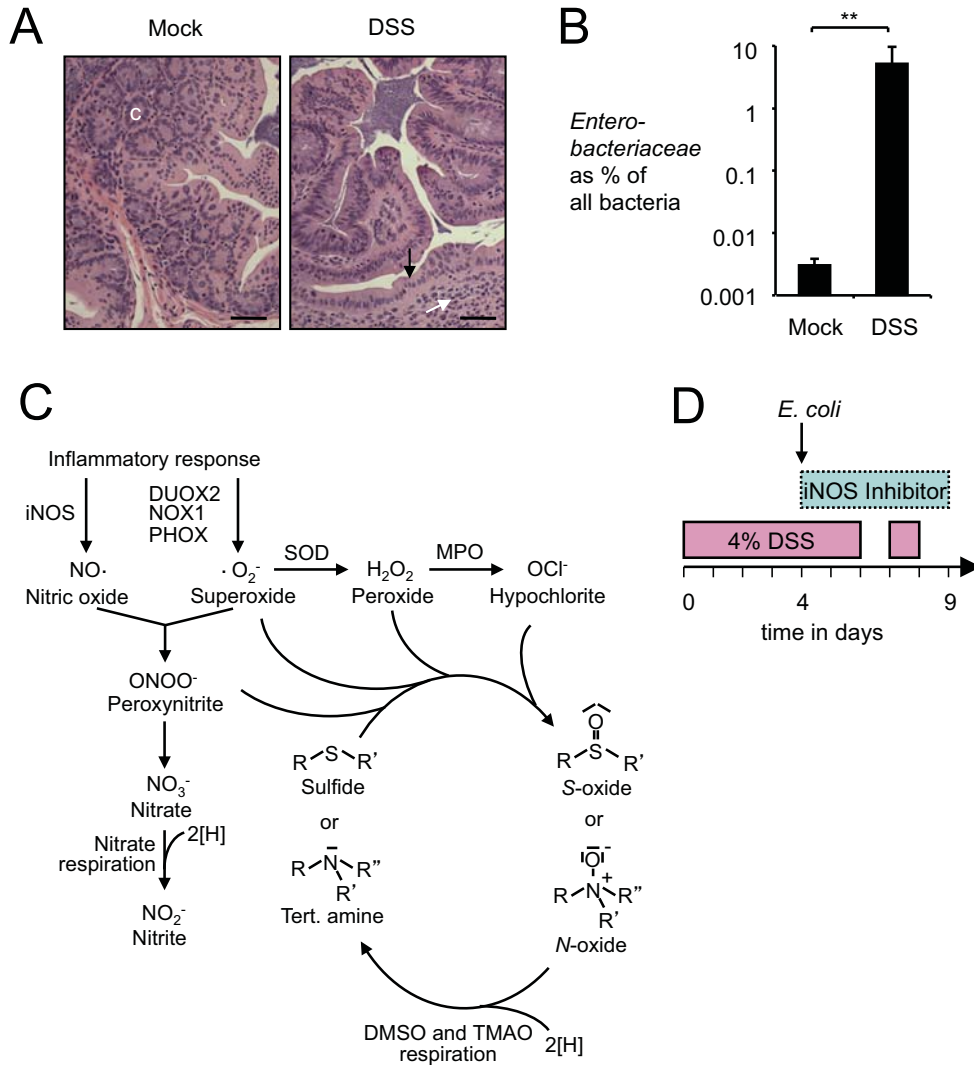 A
Mock
DSS
c
B
Entero-
bacteriaceae
as % of
all bacteria
**
10
1
0.1
0.01
0.001
Mock
DSS
C
Inflammatory response
iNOS
DUOX2
NOX1
PHOX
NO·
Nitric oxide
· O₂⁻
Superoxide
SOD
H₂O₂
Peroxide
MPO
OCl⁻
Hypochlorite
ONOO⁻
Peroxynitrite
NO₃⁻
Nitrate
Nitrate
respiration
2[H]
NO₂⁻
Nitrite
R S R'
Sulfide
or
R N R"
R'
Tert. amine
O
R S R'
S-oxide
or
O⁻
R N⁺ R"
R'
N-oxide
DMSO and TMAO
respiration
2[H]
D
E. coli
iNOS Inhibitor
4% DSS
0 4 9
time in days